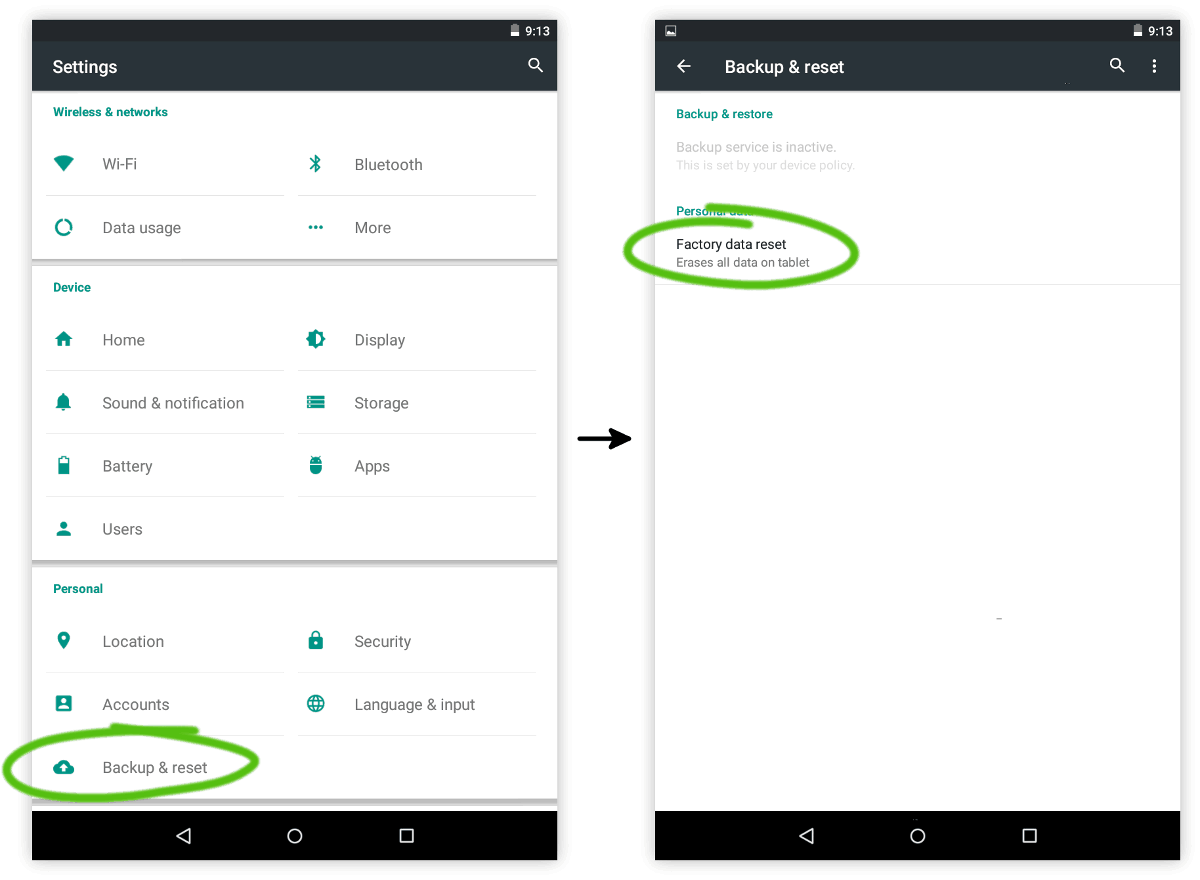 9:13
Settings
Wireless & networks
Wi-Fi
Bluetooth
Data usage
More
Device
Home
Display
Sound & notification
Storage
Battery
Apps
Users
Personal
Location
Security
Accounts
Language & input
Backup & reset
9:13
Backup & reset
Backup & restore
Backup service is inactive.
This is set by your device policy.
Personal data
Factory data reset
Erases all data on tablet